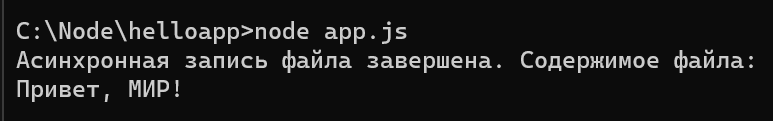 C:\Node\helloapp>node app.js
Асинхронная запись файла завершена. Содержимое файла:
Привет, МИР!